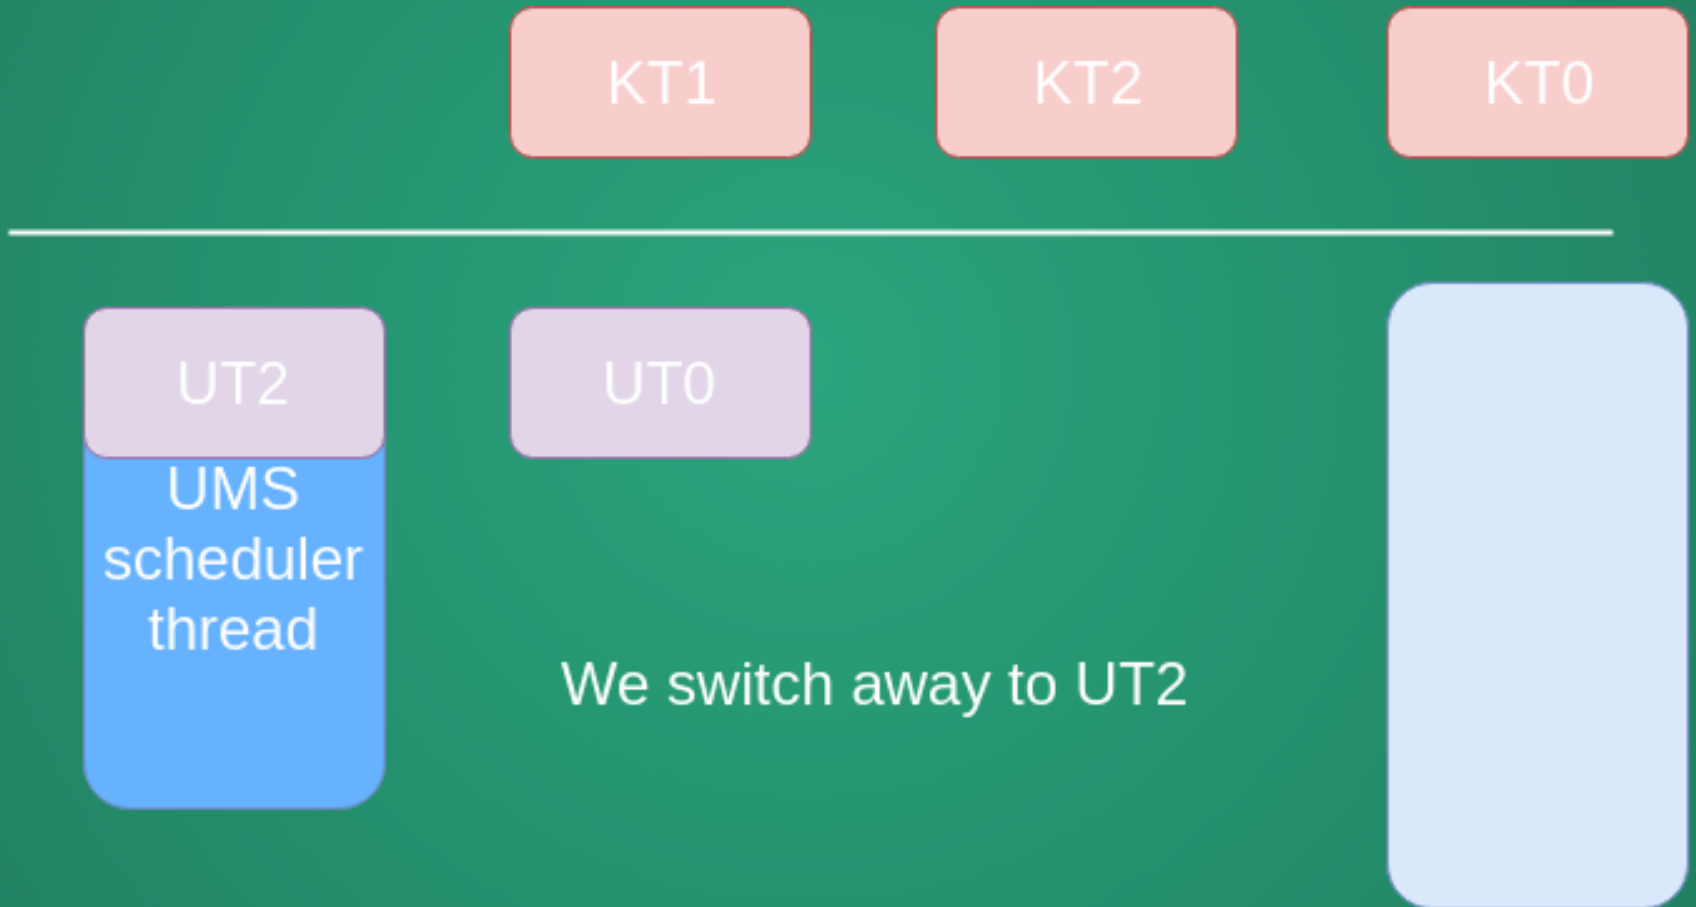 KT1
KT2
KT0
UT2
UT0
UMS
scheduler
thread
We switch away to UT2